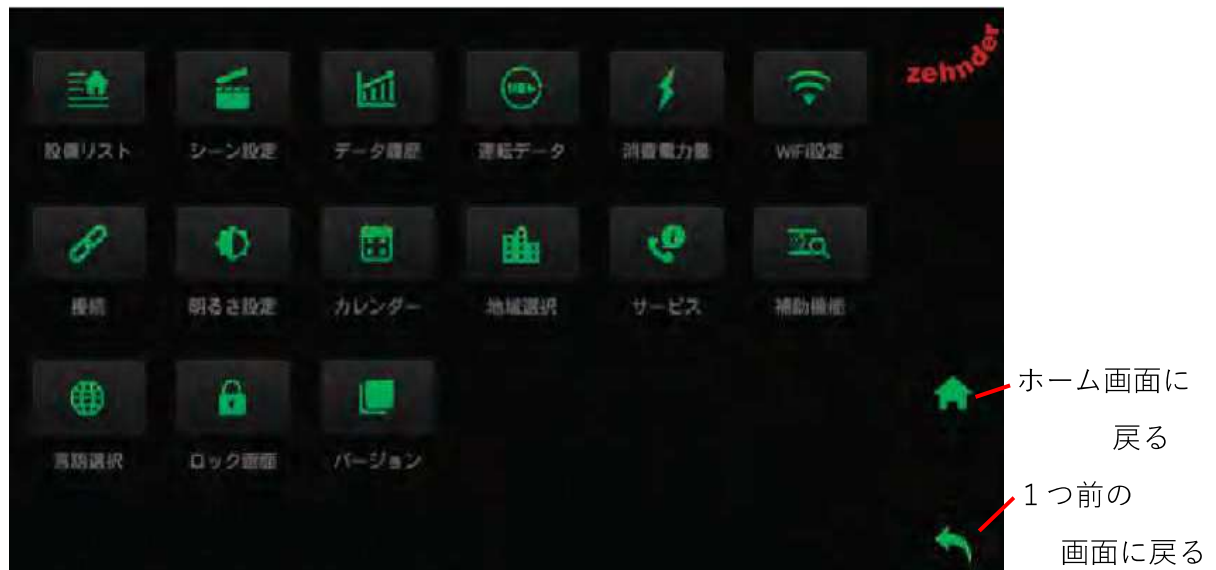 zehnder
設備リスト シーン設定 データ履歴 運転データ 消費電力量 WiFi設定
接続 明るさ設定 カレンダー 地域選択 サービス 補助機能
言語選択 ロック画面 バージョン
ホーム画面に
戻る
1つ前の
画面に戻る